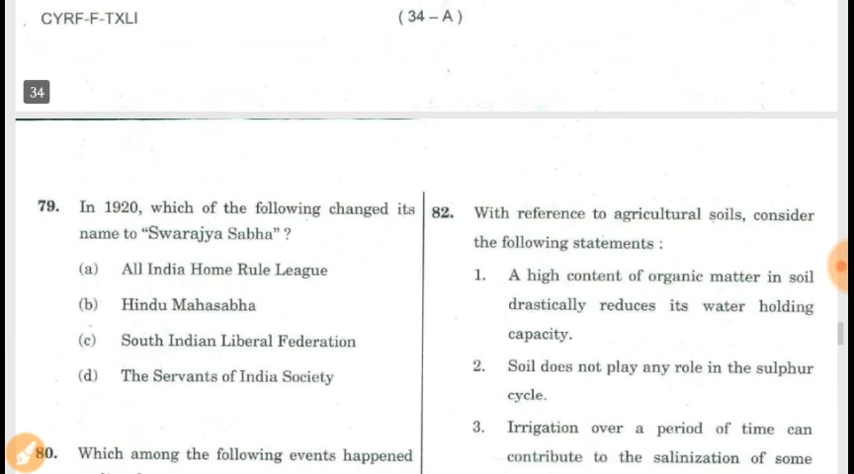 CYRF-F-TXLI
( 34 – A )
34
79. In 1920, which of the following changed its
name to “Swarajya Sabha” ?
(a) All India Home Rule League
(b) Hindu Mahasabha
(c) South Indian Liberal Federation
(d) The Servants of India Society
80. Which among the following events happened
82. With reference to agricultural soils, consider
the following statements :
1. A high content of organic matter in soil
drastically reduces its water holding
capacity.
2. Soil does not play any role in the sulphur
cycle.
3. Irrigation over a period of time can
contribute to the salinization of some